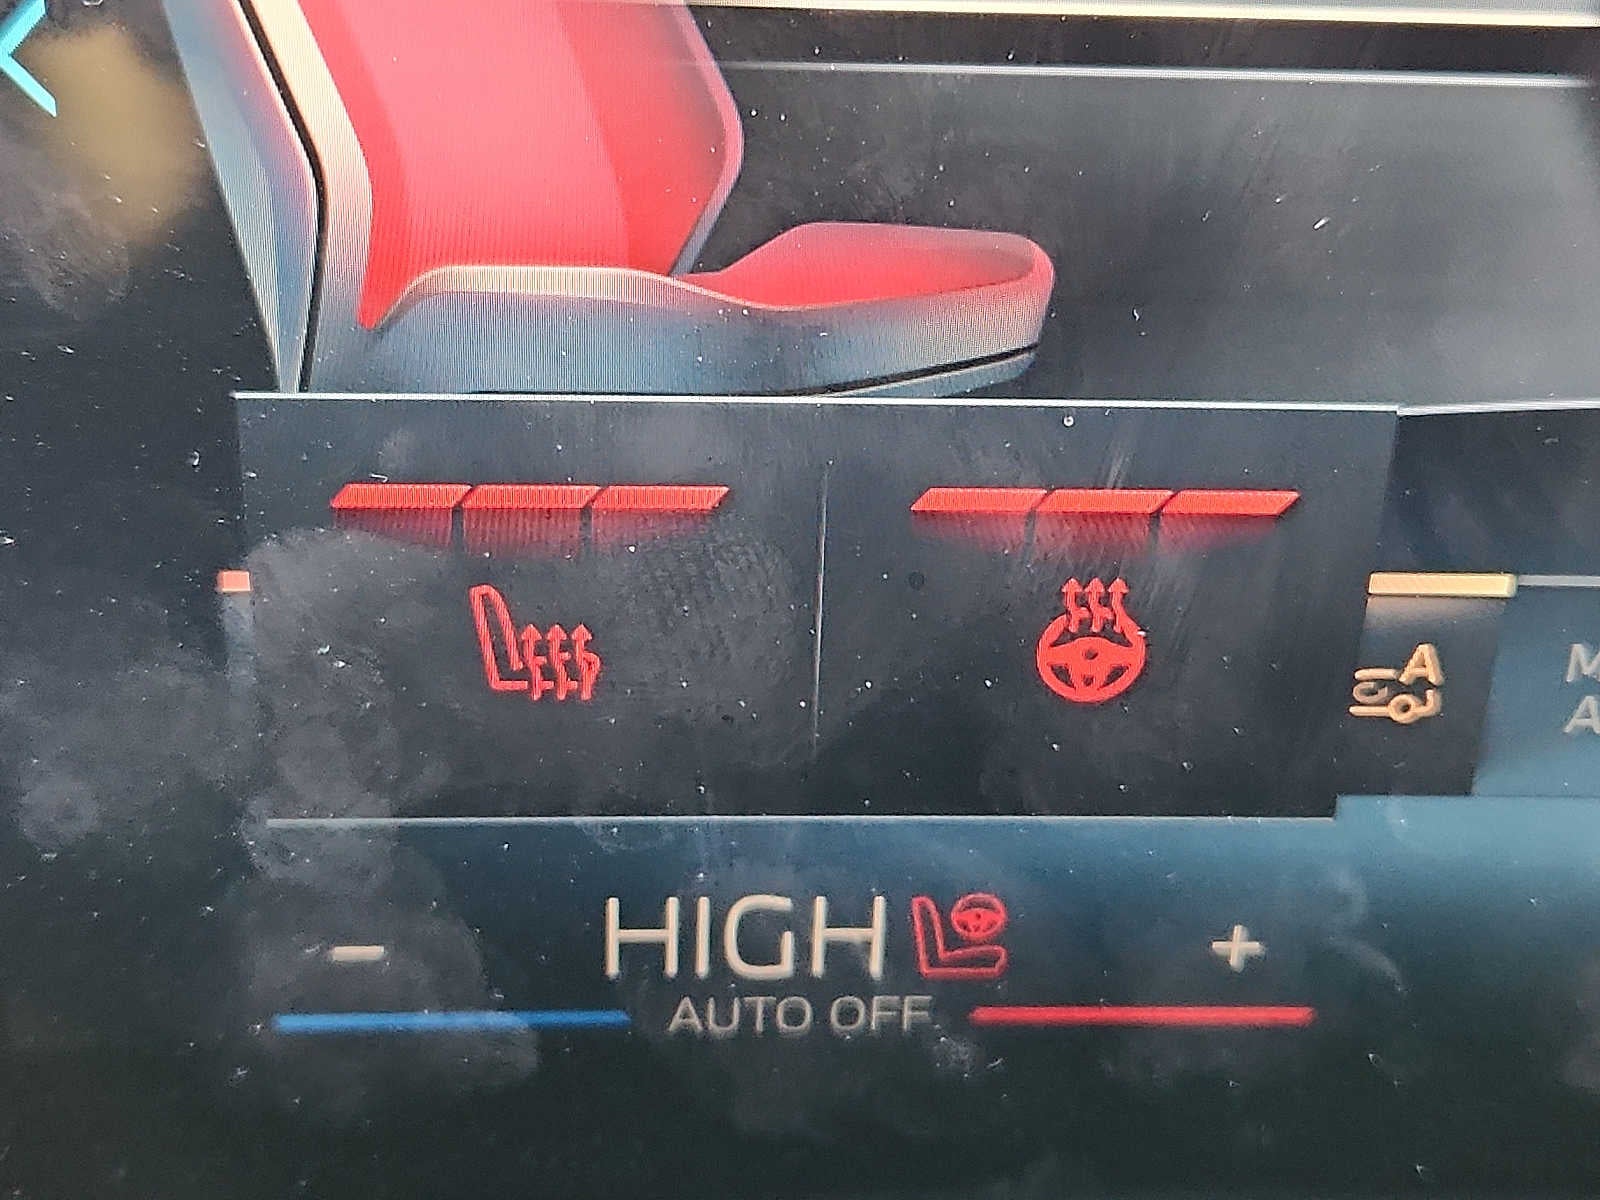 A
M
A
- HIGH +
AUTO OFF